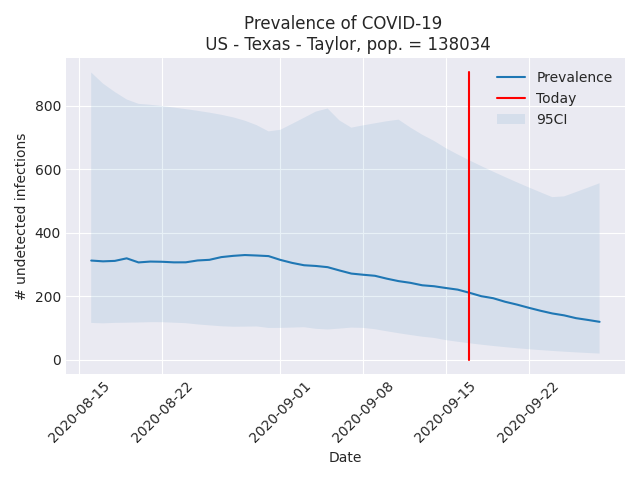 Prevalence of COVID-19
US - Texas - Taylor, pop. = 138034
Prevalence
Today
95CI
800
600
400
200
0
# undetected infections
2020-08-15
2020-08-22
2020-09-01
2020-09-08
2020-09-15
2020-09-22
Date